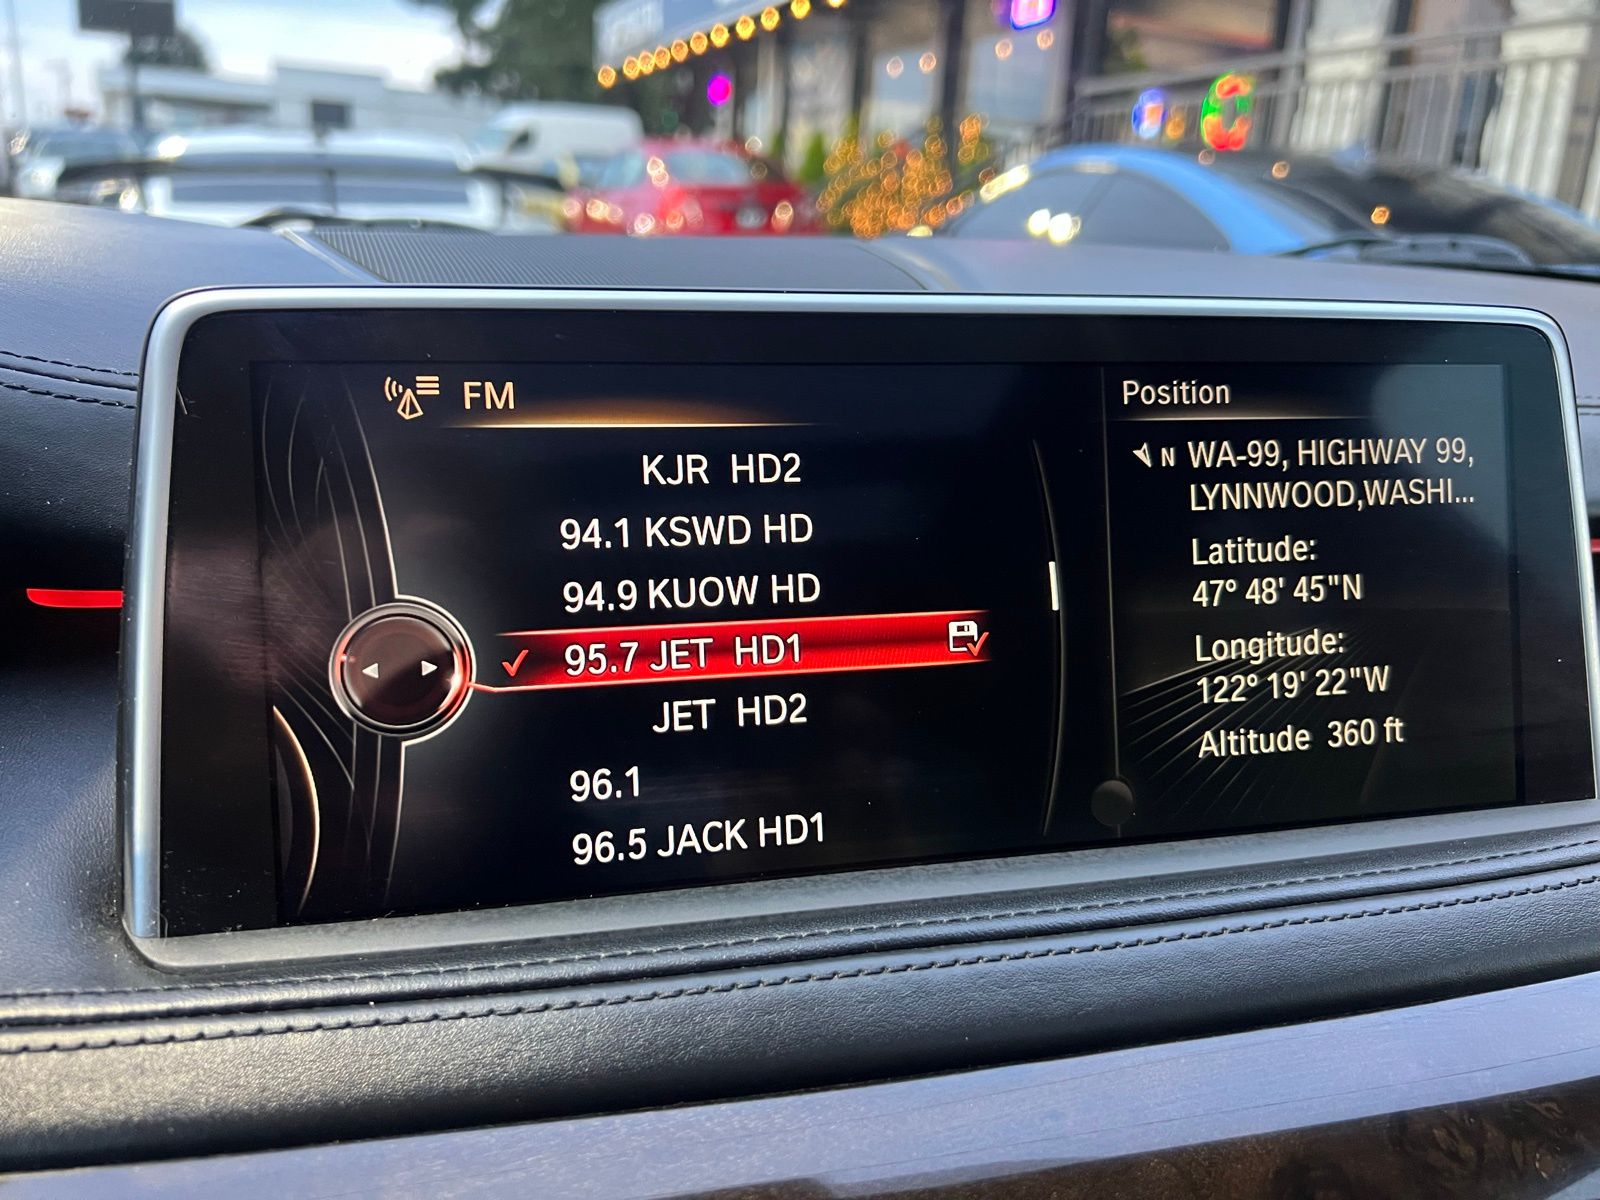 FM
KJR HD2
94.1 KSWD HD
94.9 KUOW HD
95.7 JET HD1
JET HD2
96.1
96.5 JACK HD1
Position
N WA-99, HIGHWAY 99,
LYNNWOOD,WASHI...
Latitude:
47° 48' 45"N
Longitude:
122° 19' 22"W
Altitude 360 ft